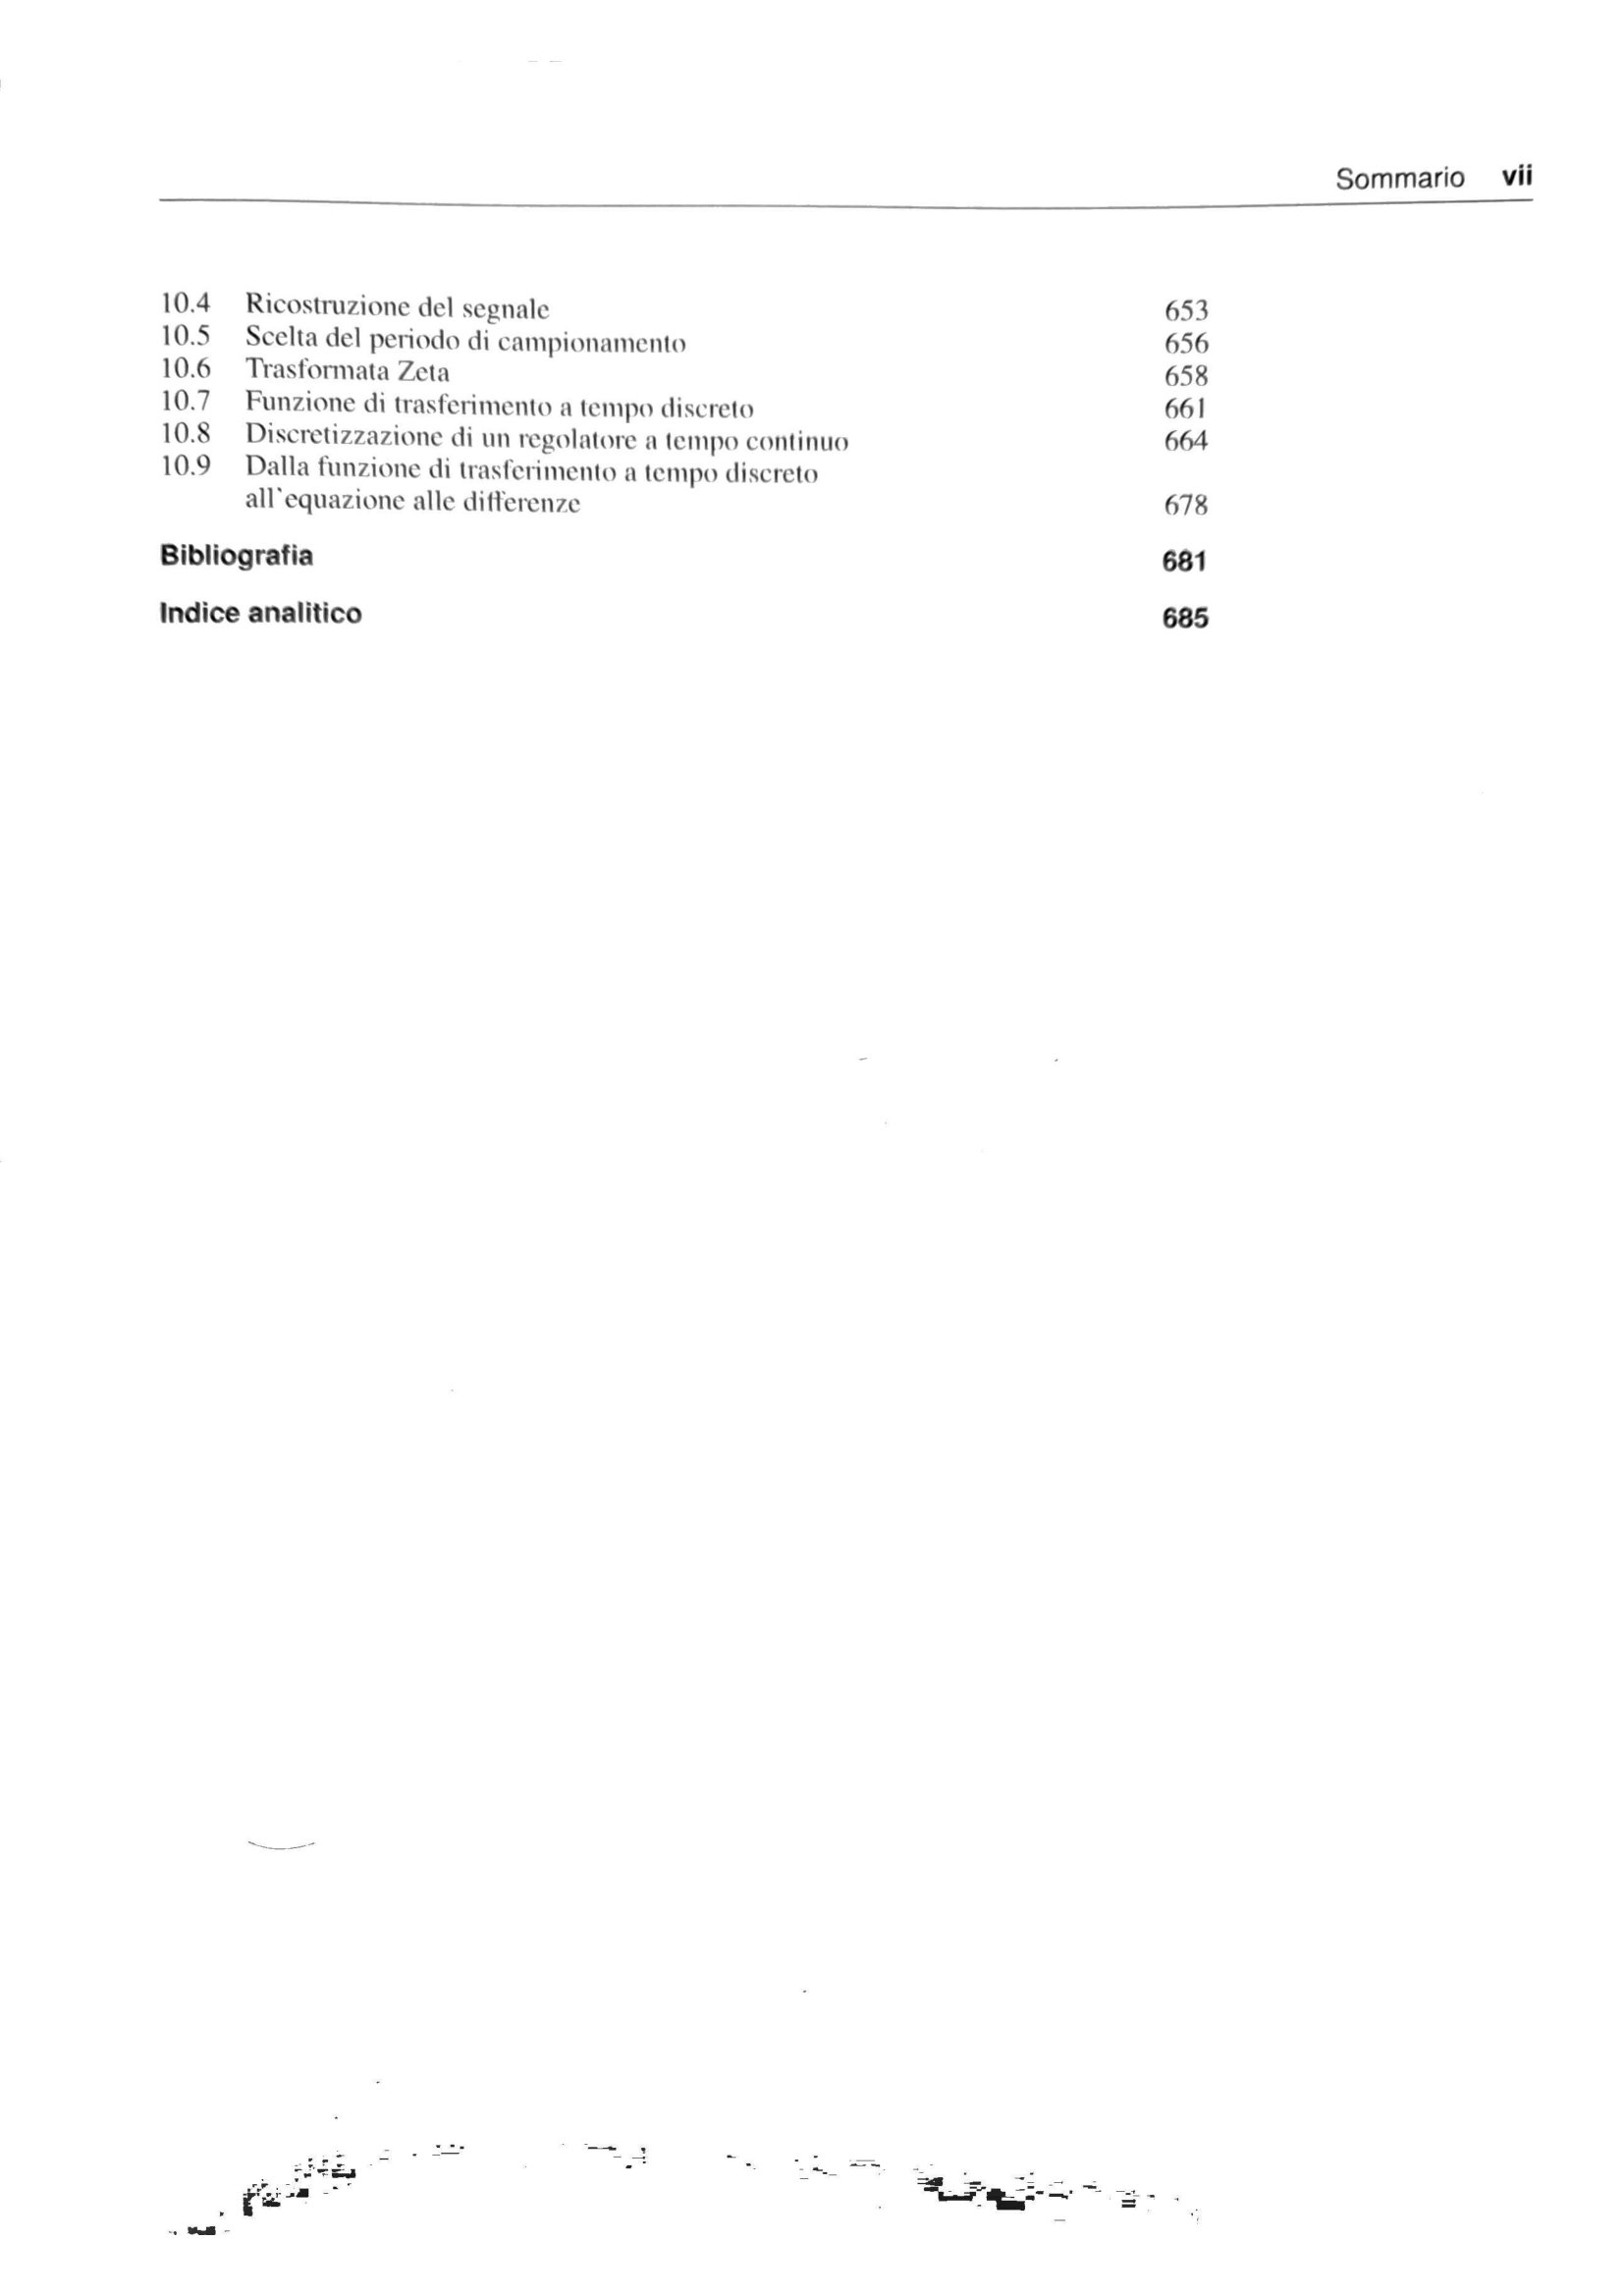 Sommario vii
10.4 Ricostruzione del segnale 653
10.5 Scelta del periodo di campionamento 656
10.6 Trasformata Zeta 658
10.7 Funzione di trasferimento a tempo discreto 661
10.8 Discretizzazione di un regolatore a tempo continuo 664
10.9 Dalla funzione di trasferimento a tempo discreto
all'equazione alle differenze 678
Bibliografia 681
Indice analitico 685